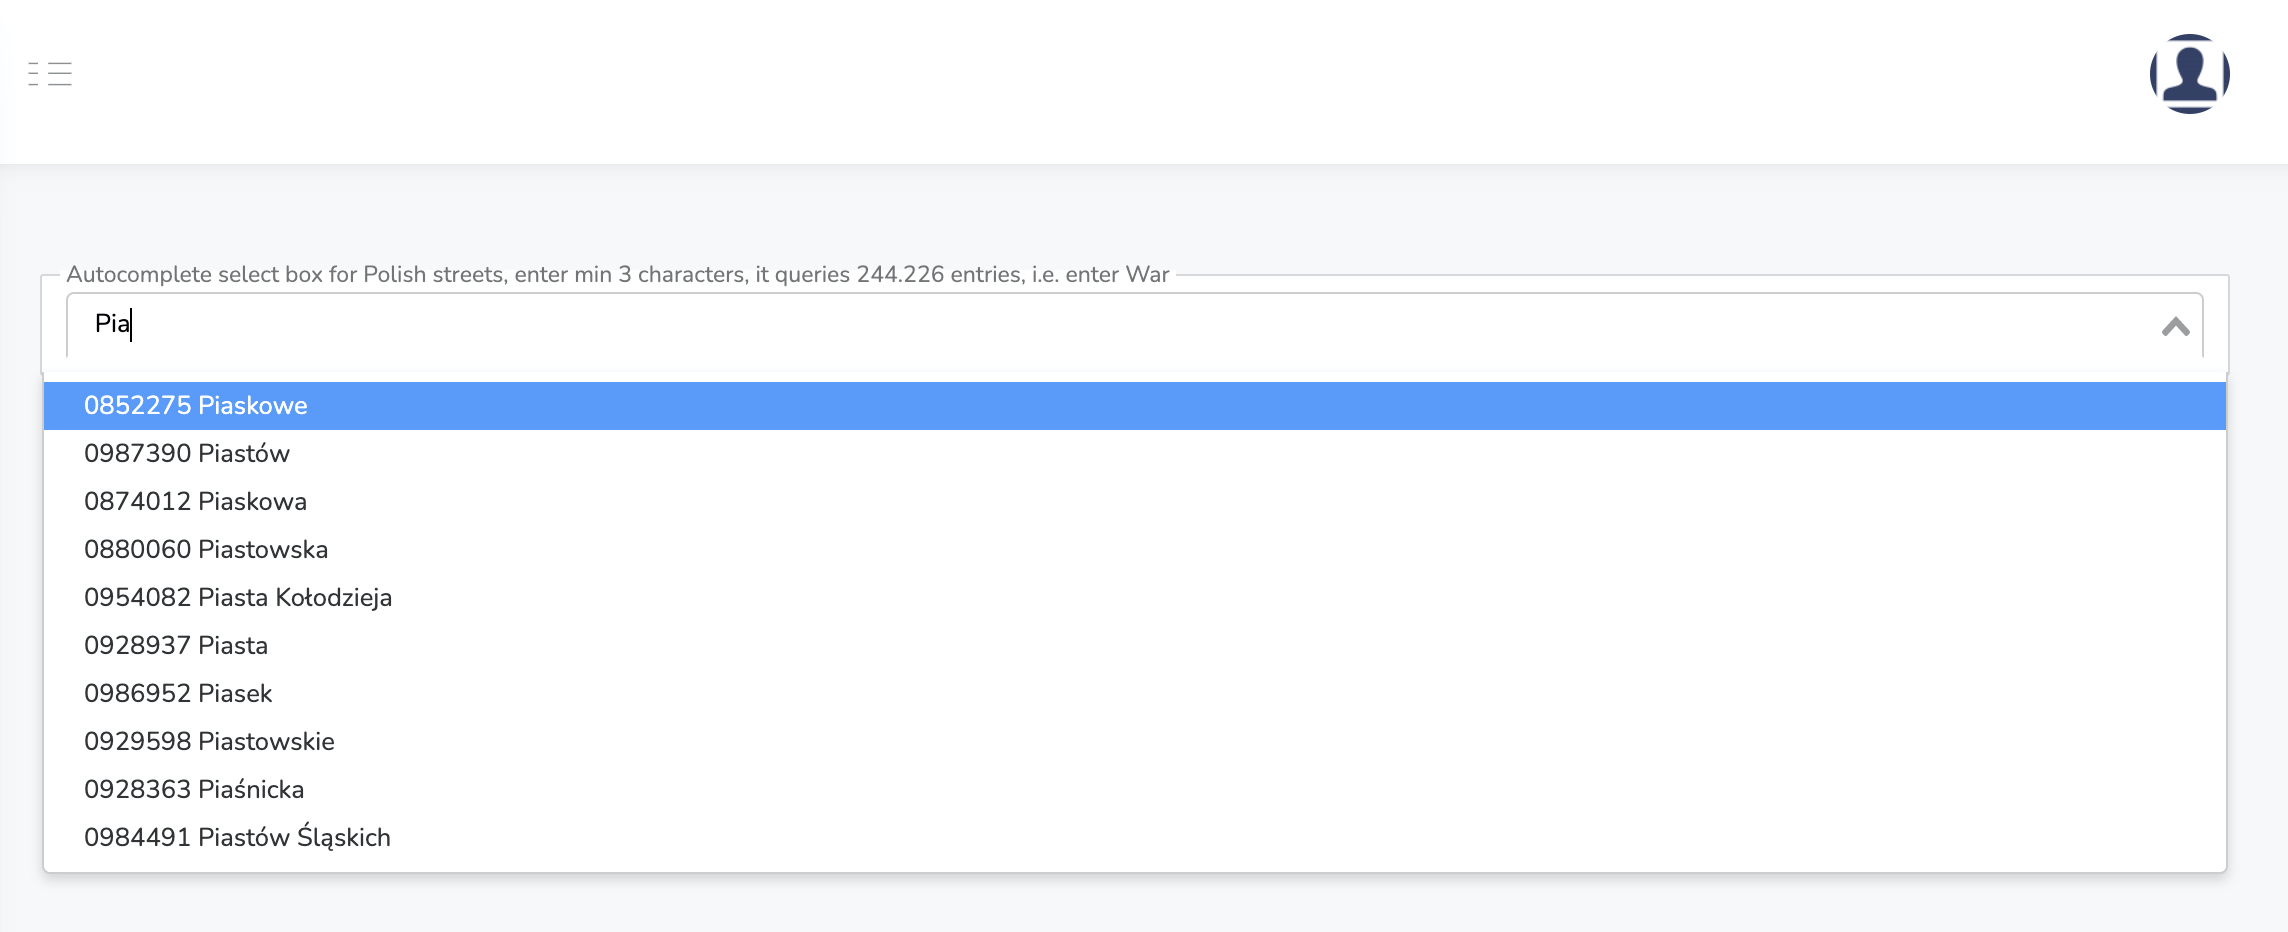 Autocomplete select box for Polish streets, enter min 3 characters, it queries 244.226 entries, i.e. enter War
Pia
0852275 Piaskowe
0987390 Piastów
0874012 Piaskowa
0880060 Piastowska
0954082 Piasta Kołodzieja
0928937 Piasta
0986952 Piasek
0929598 Piastowskie
0928363 Piaśnicka
0984491 Piastów Śląskich